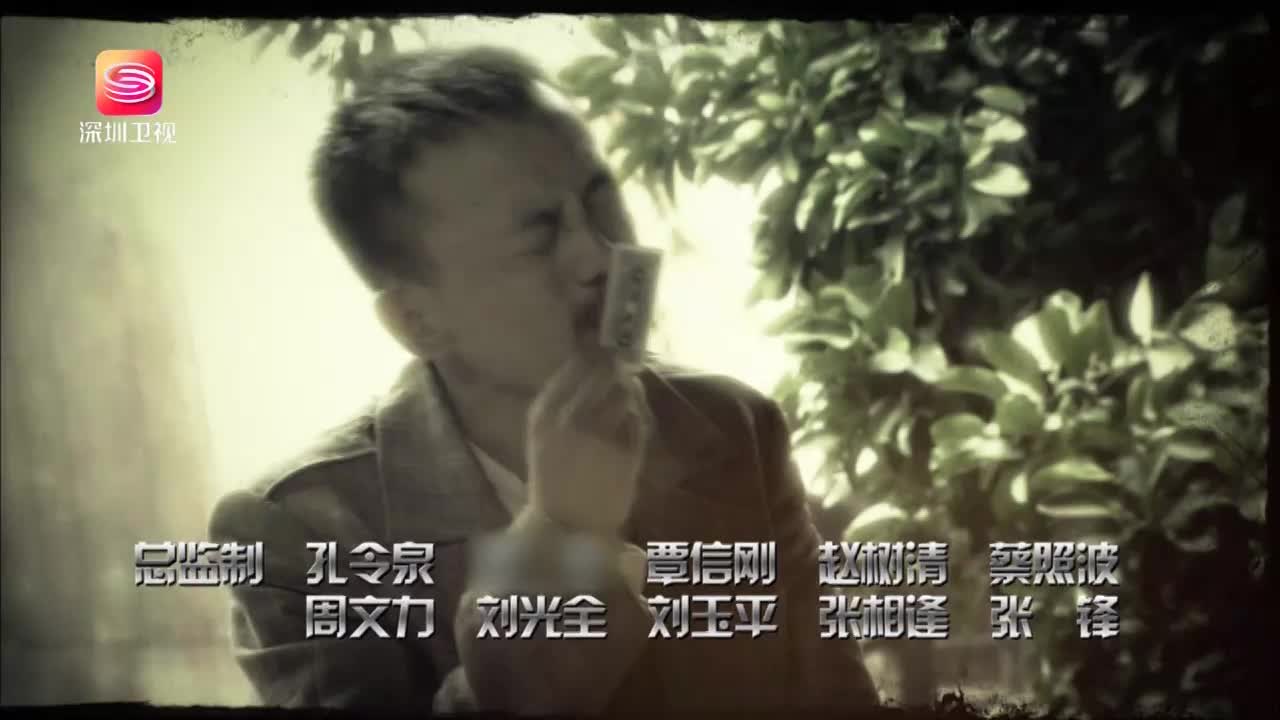 深圳卫视
总监制 孔令泉 覃信刚 赵树清 蔡照波
周文力 刘光全 刘玉平 张相逢 张 锋